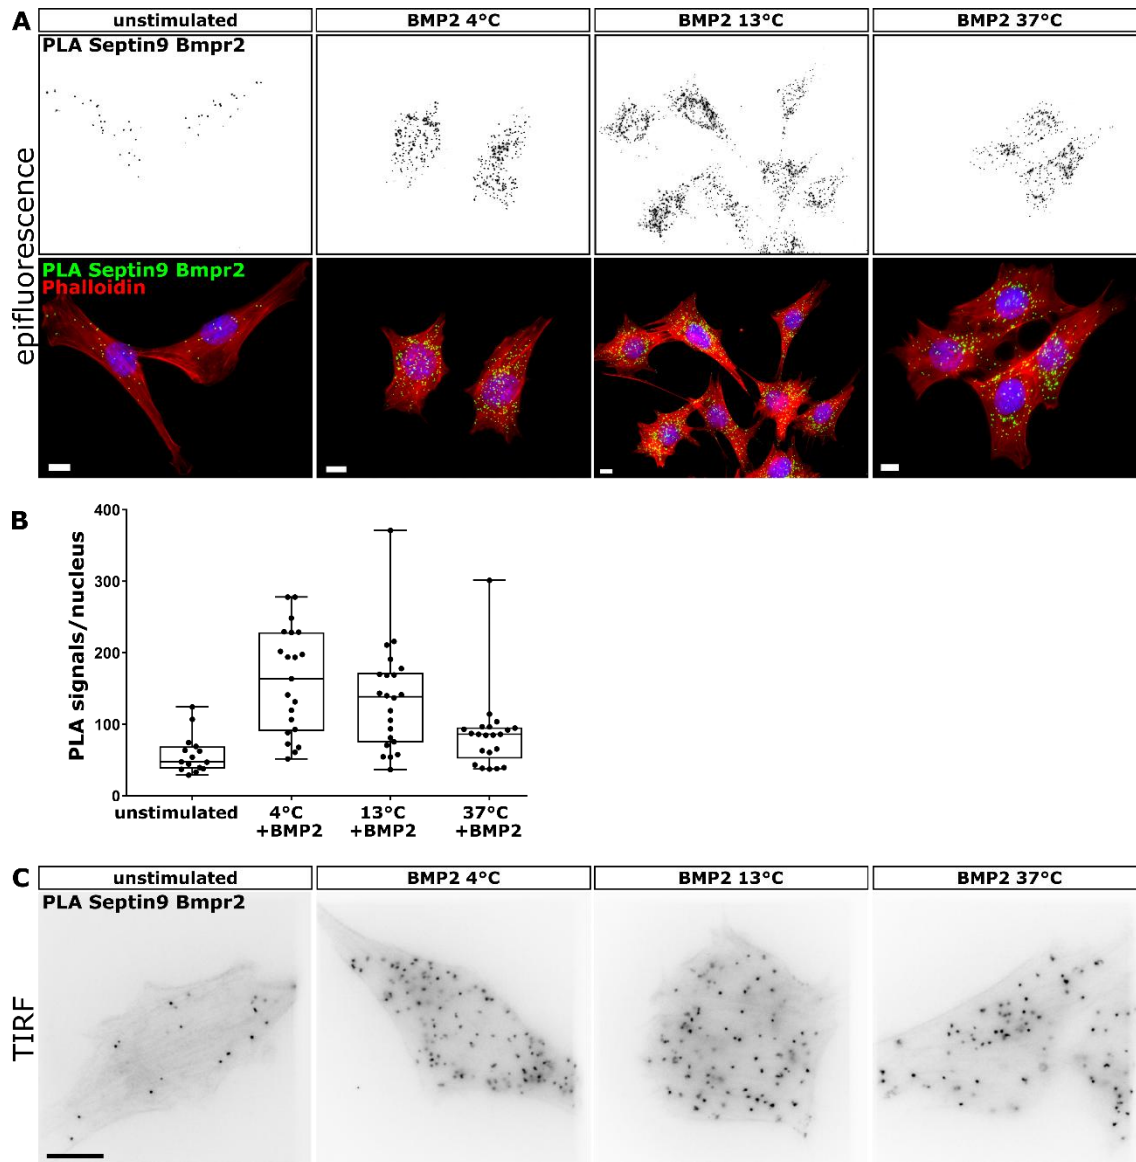 A
unstimulated
BMP2 4°C
BMP2 13°C
BMP2 37°C
PLA Septin9 Bmpr2
epifluorescence
PLA Septin9 Bmpr2
Phalloidin
B
PLA signals/nucleus
400
300
200
100
0
unstimulated
4°C
+BMP2
13°C
+BMP2
37°C
+BMP2
C
unstimulated
BMP2 4°C
BMP2 13°C
BMP2 37°C
PLA Septin9 Bmpr2
TIRF